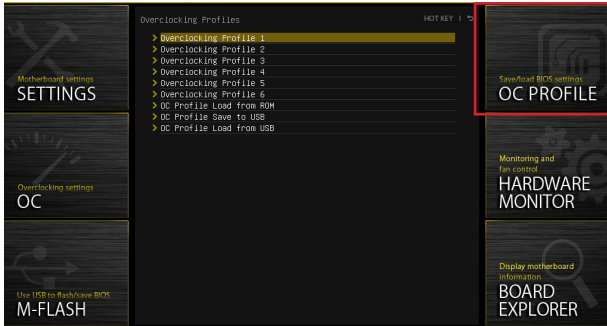 Overclocking Profiles
HOT KEY |
Overclocking Profile 1
Overclocking Profile 2
Overclocking Profile 3
Overclocking Profile 4
Overclocking Profile 5
Overclocking Profile 6
OC Profile Load from ROM
OC Profile Save to USB
OC Profile Load from USB
Motherboard settings
SETTINGS
Overclocking settings
OC
Use USB to flash/save BIOS
M-FLASH
Save/load BIOS settings
OC PROFILE
Monitoring and
fan control
HARDWARE
MONITOR
Display motherboard
information
BOARD
EXPLORER